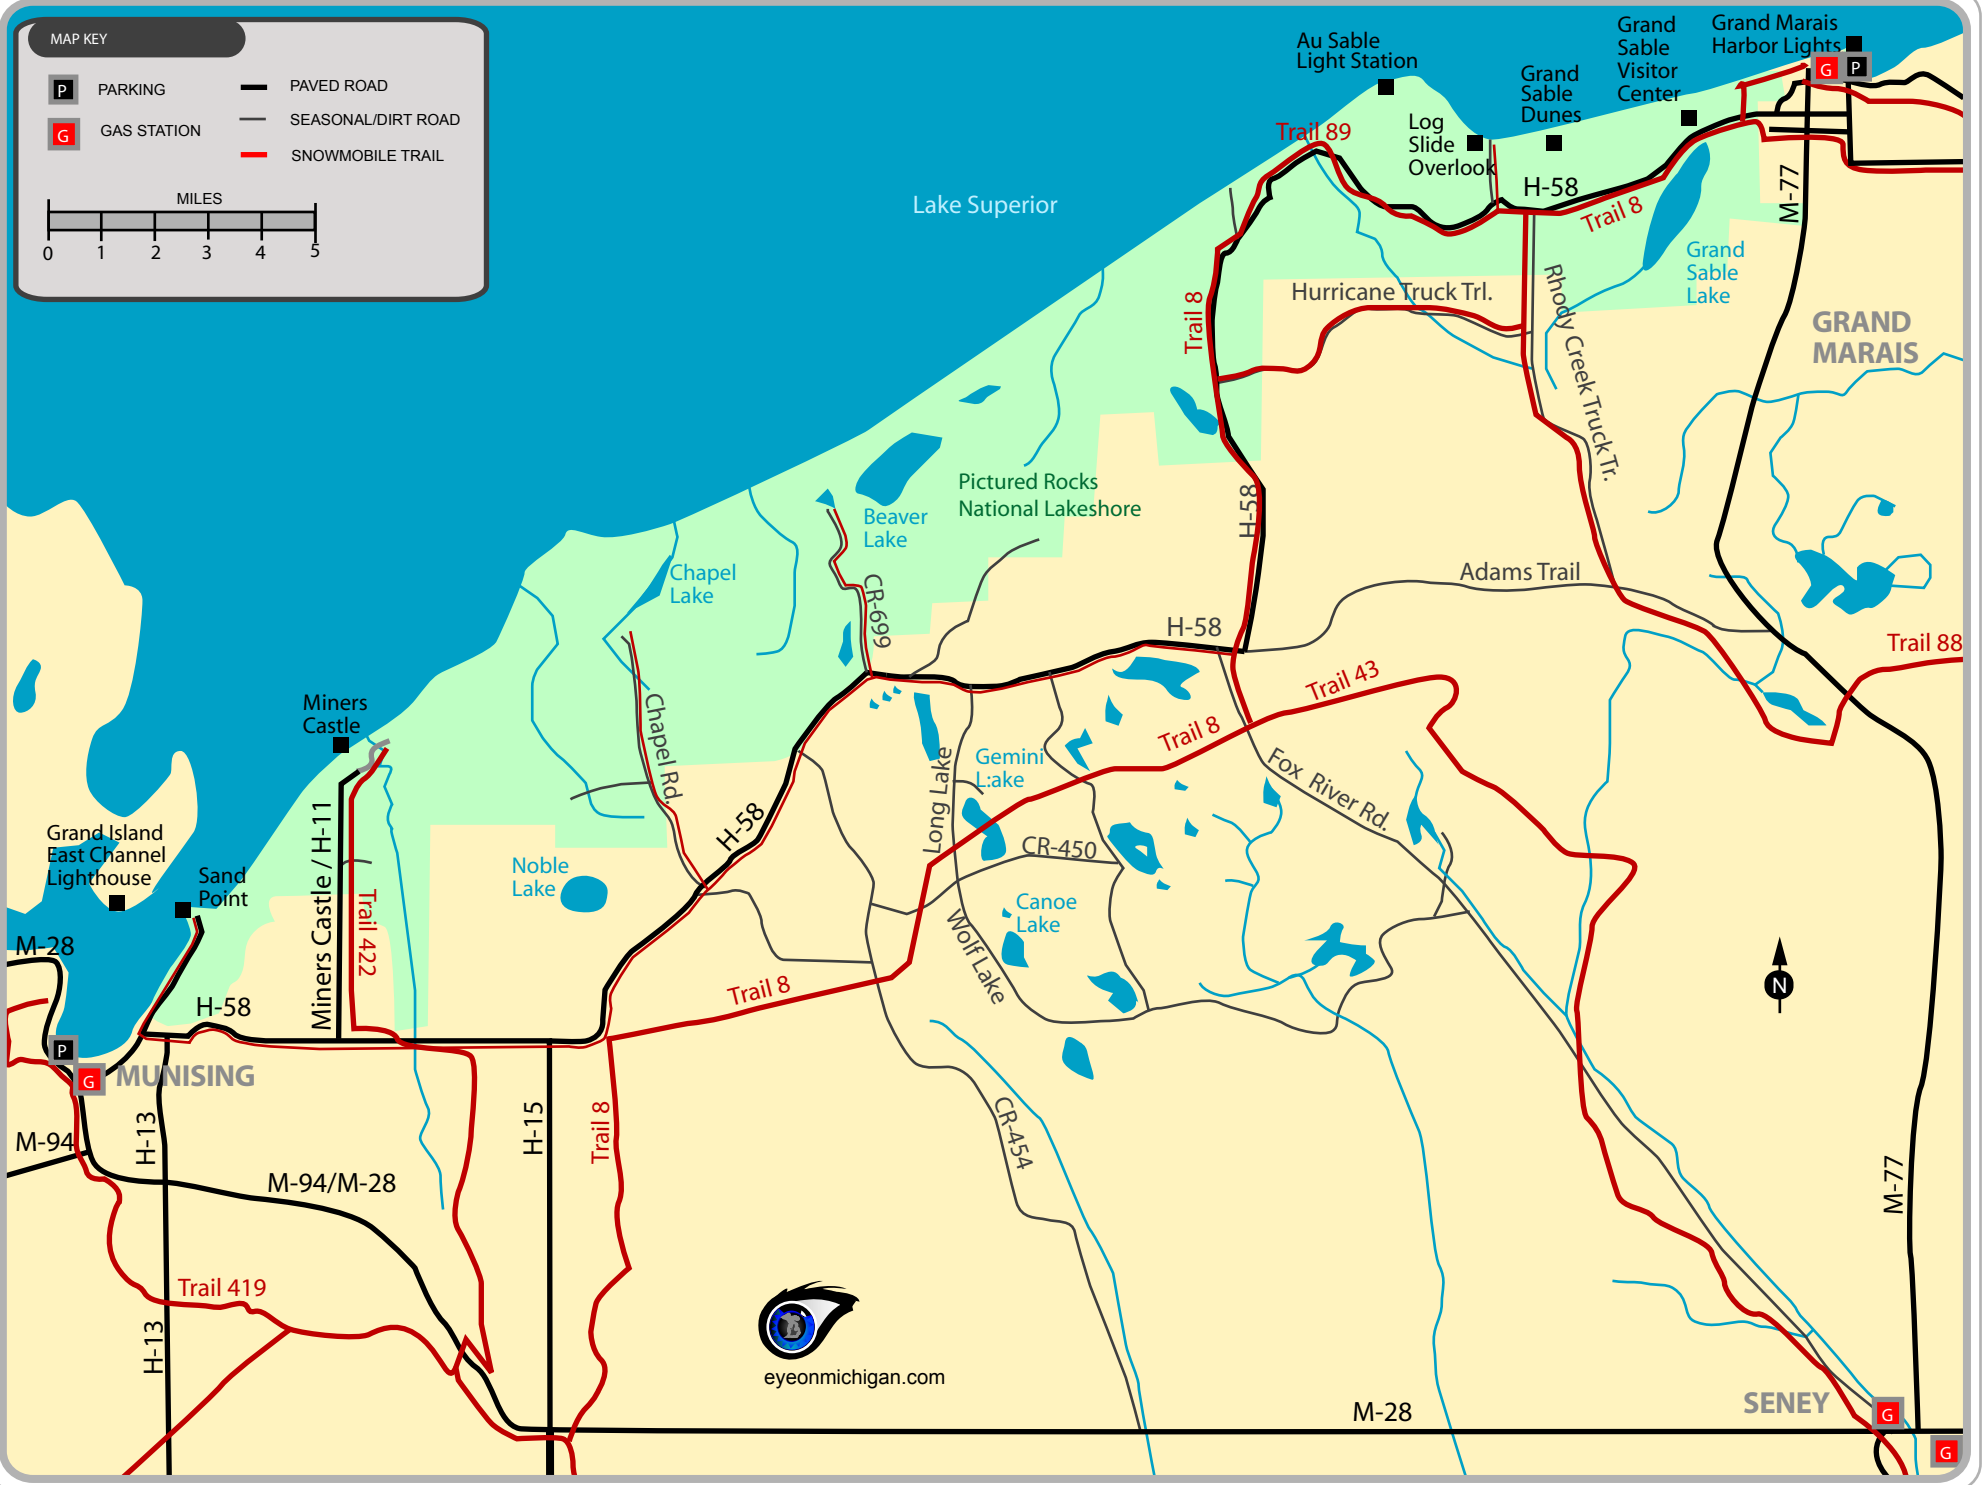 MAP KEY
P PARKING
G GAS STATION
PAVED ROAD
SEASONAL/DIRT ROAD
SNOWMOBILE TRAIL
MILES
0 1 2 3 4 5
Lake Superior
Au Sable
Light Station
Log
Slide
Overlook
Grand
Sable
Dunes
Grand
Sable
Visitor
Center
Grand Marais
Harbor Lights
G P
Trail 89
H-58
Trail 8
M-77
Grand
Sable
Lake
GRAND
MARAIS
Hurricane Truck Trl.
Rhody Creek Truck Tr.
Trail 8
H-58
Pictured Rocks
National Lakeshore
Beaver
Lake
Chapel
Lake
CR-699
Adams Trail
H-58
Trail 88
Trail 43
Trail 8
Miners
Castle
Chapel Rd.
Gemini
L:ake
Long Lake
Fox River Rd.
H-58
Miners Castle / H-11
Grand Island
East Channel
Lighthouse
Sand
Point
Noble
Lake
CR-450
Canoe
Lake
Wolf Lake
Trail 422
M-28
H-58
Trail 8
N
P
G
MUNISING
M-94
H-13
H-15
Trail 8
CR-454
M-94/M-28
M-77
Trail 419
H-13
eyeonmichigan.com
M-28
SENEY
G
G